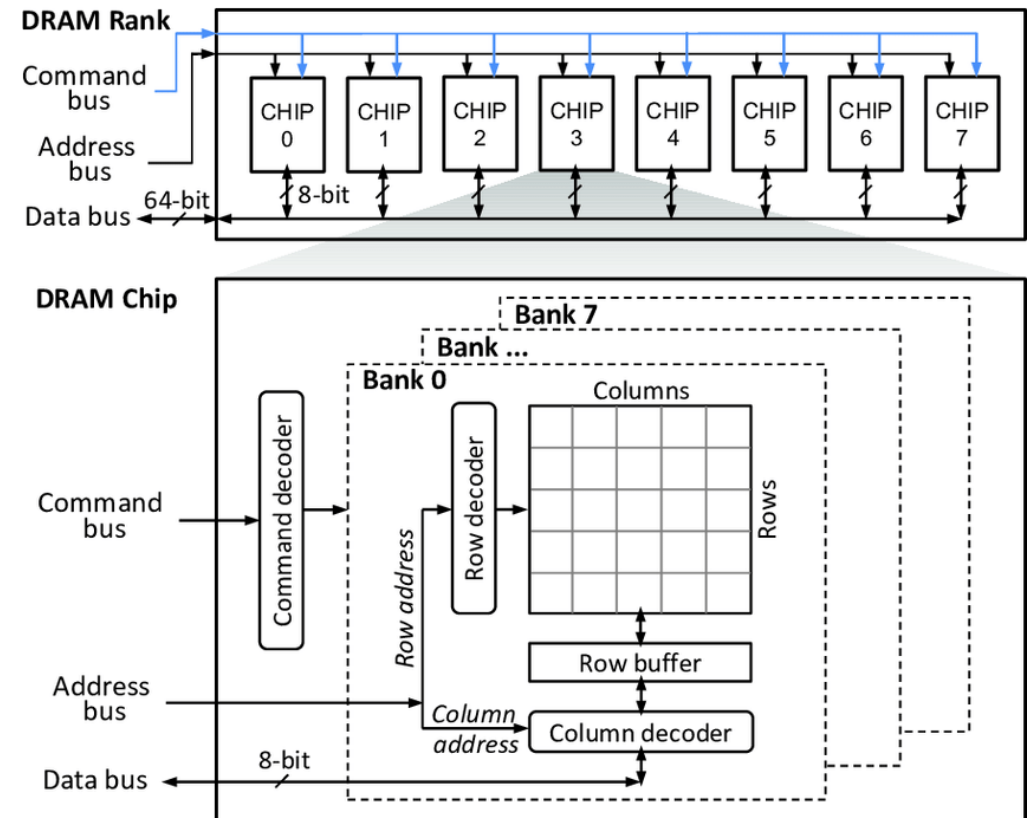 DRAM Rank
Command
bus
Address
bus
64-bit
Data bus
CHIP
0
CHIP
1
CHIP
2
CHIP
3
CHIP
4
CHIP
5
CHIP
6
CHIP
7
8-bit
DRAM Chip
Bank 7
Bank ...
Bank 0
Columns
Rows
Command decoder
Row decoder
Command
bus
Row address
Row buffer
Address
bus
Column
address
Column decoder
8-bit
Data bus